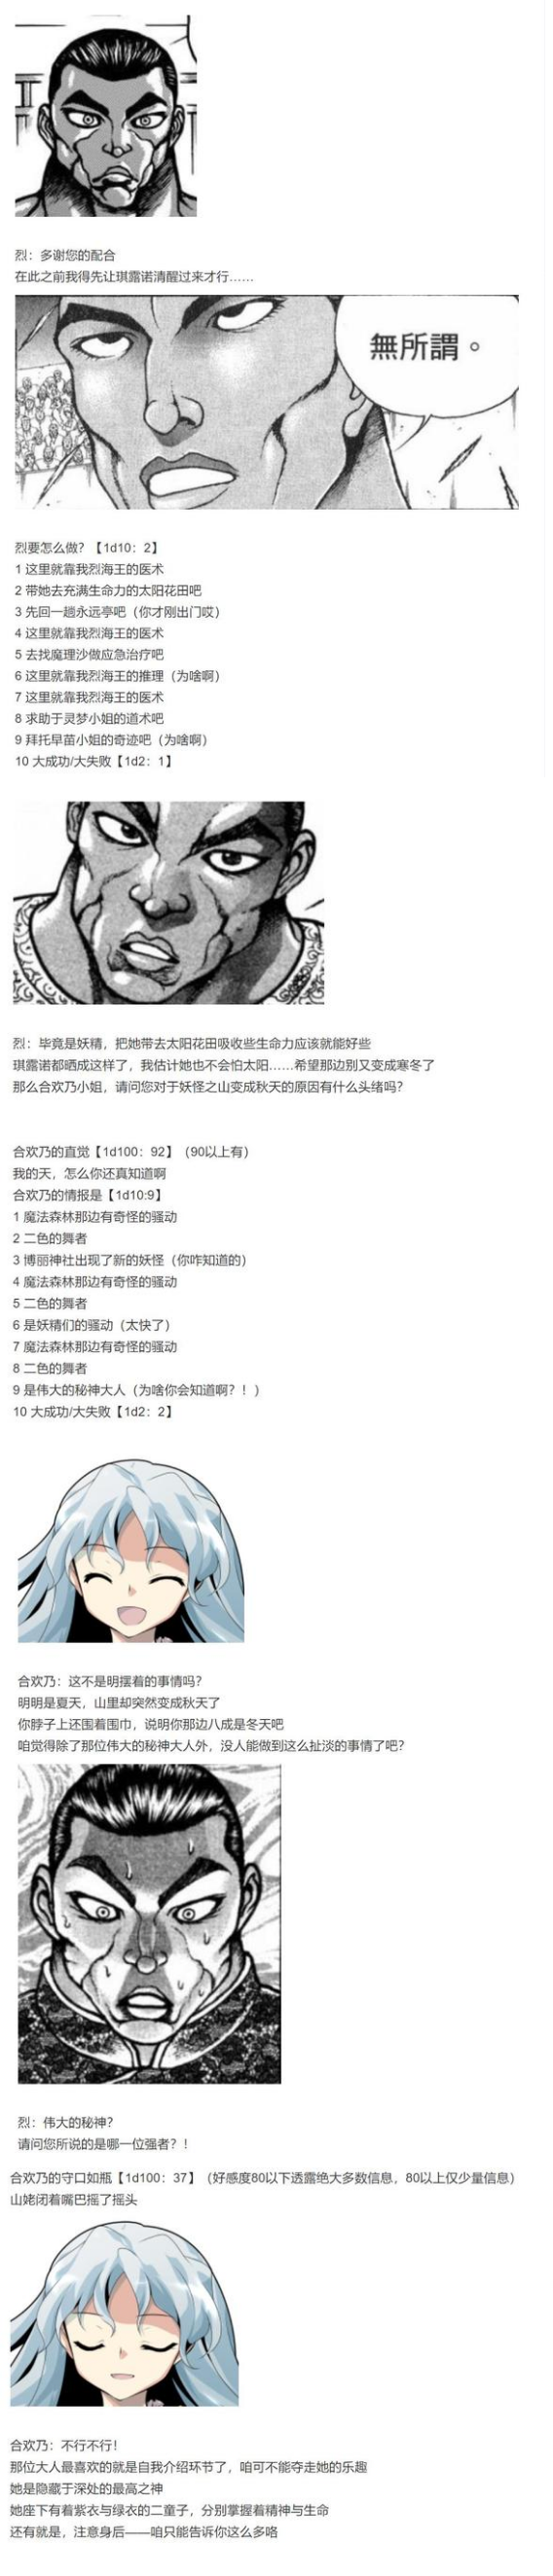 烈：多谢您的配合
在此之前我得先让琪露诺清醒过来才行……
無所謂。
烈要怎么做？【1d10：2】
1 这里就靠我烈海王的医术
2 带她去充满生命力的太阳花田吧
3 先回一趟永远亭吧（你才刚出门哎）
4 这里就靠我烈海王的医术
5 去找魔理沙做应急治疗吧
6 这里就靠我烈海王的推理（为啥啊）
7 这里就靠我烈海王的医术
8 求助于灵梦小姐的道术吧
9 拜托早苗小姐的奇迹吧（为啥啊）
10 大成功/大失败【1d2：1】
烈：毕竟是妖精，把她带去太阳花田吸收些生命力应该就能好些
琪露诺都晒成这样了，我估计她也不会怕太阳……希望那边别又变成寒冬了
那么合欢乃小姐，请问您对于妖怪之山变成秋天的原因有什么头绪吗？
合欢乃的直觉【1d100：92】（90以上有）
我的天，怎么你还真知道啊
合欢乃的情报是【1d10:9】
1 魔法森林那边有奇怪的骚动
2 二色的舞者
3 博丽神社出现了新的妖怪（你咋知道的）
4 魔法森林那边有奇怪的骚动
5 二色的舞者
6 是妖精们的骚动（太快了）
7 魔法森林那边有奇怪的骚动
8 二色的舞者
9 是伟大的秘神大人（为啥你会知道啊？！）
10 大成功/大失败【1d2：2】
合欢乃：这不是明摆着的事情吗？
明明是夏天，山里却突然变成秋天了
你脖子上还围着围巾，说明你那边八成是冬天吧
咱觉得除了那位伟大的秘神大人外，没人能做到这么扯淡的事情了吧？
烈：伟大的秘神？
请问您所说的是哪一位强者？！
合欢乃的守口如瓶【1d100：37】（好感度80以下透露绝大多数信息，80以上仅少量信息）
山姥闭着嘴巴摇了摇头
合欢乃：不行不行！
那位大人最喜欢的就是自我介绍环节了，咱可不能夺走她的乐趣
她是隐藏于深处的最高之神
她座下有着紫衣与绿衣的二童子，分别掌握着精神与生命
还有就是，注意身后——咱只能告诉你这么多咯